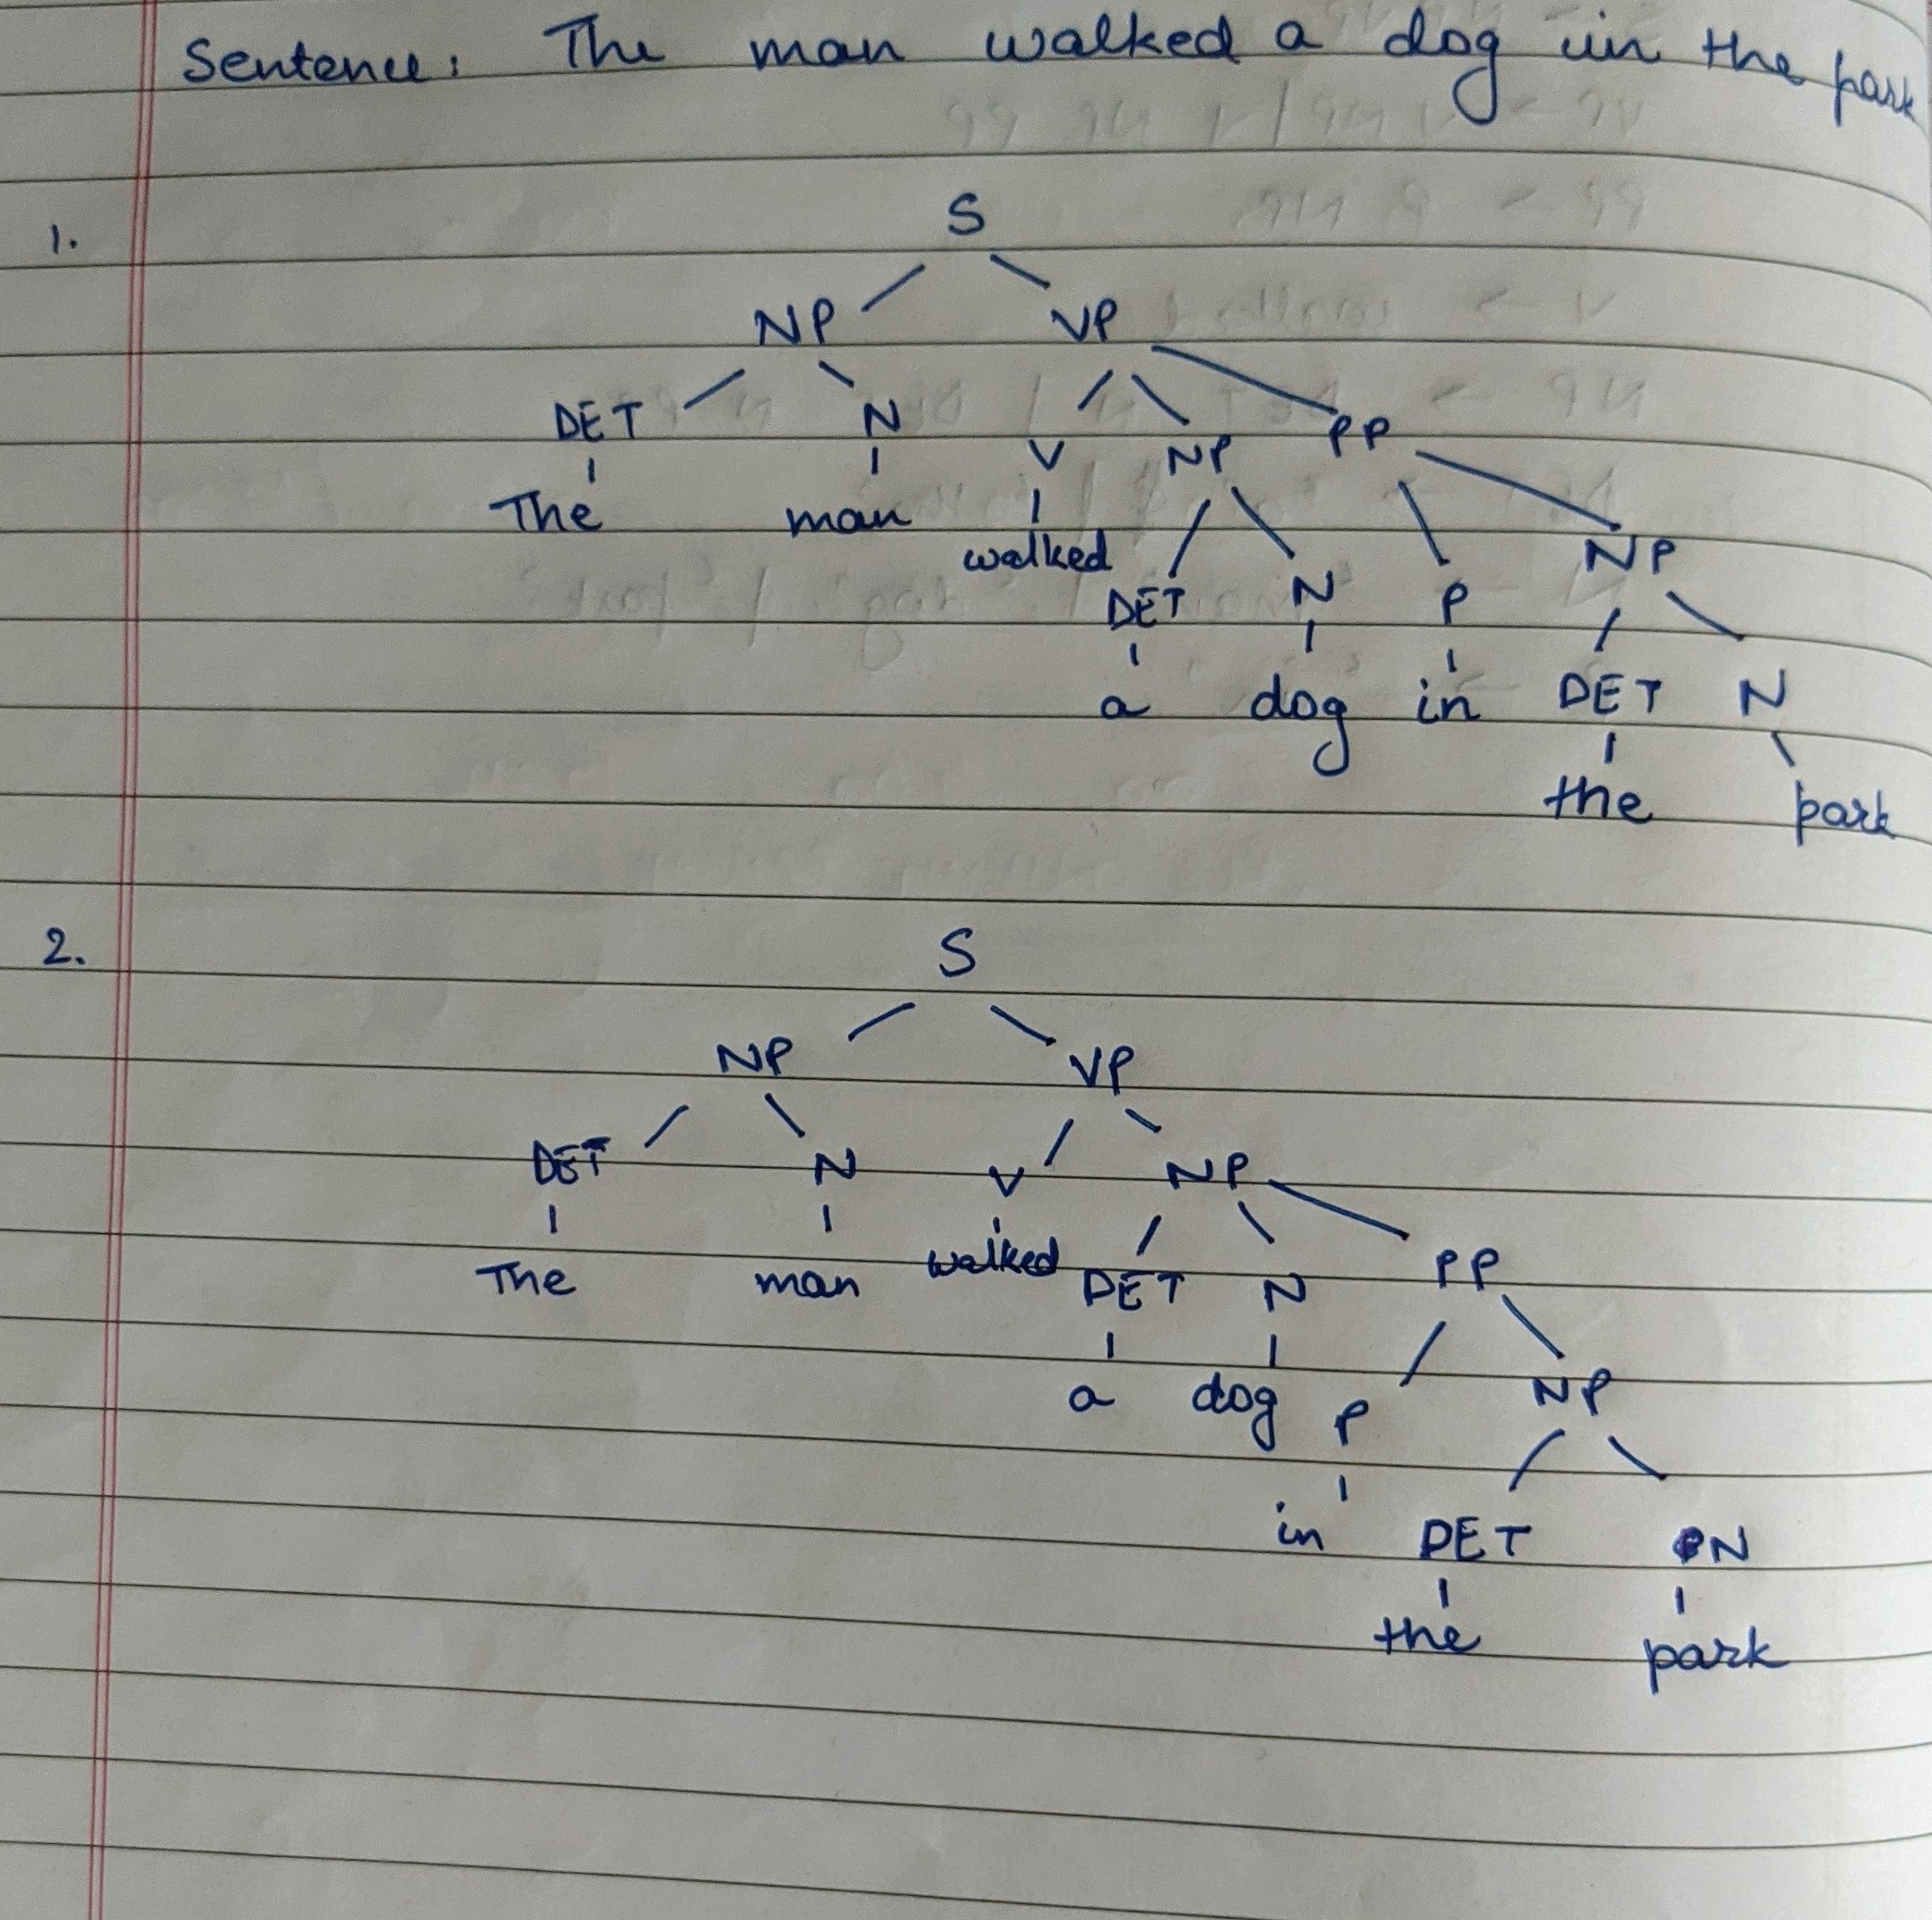 Sentence: The man walked a dog in the park
1.
S
NP VP
DET N V NP PP
The man walked DET N P NP
a dog in DET N
the park
2.
S
NP VP
DET N V NP
The man walked DET N PP
a dog P NP
in DET N
the park